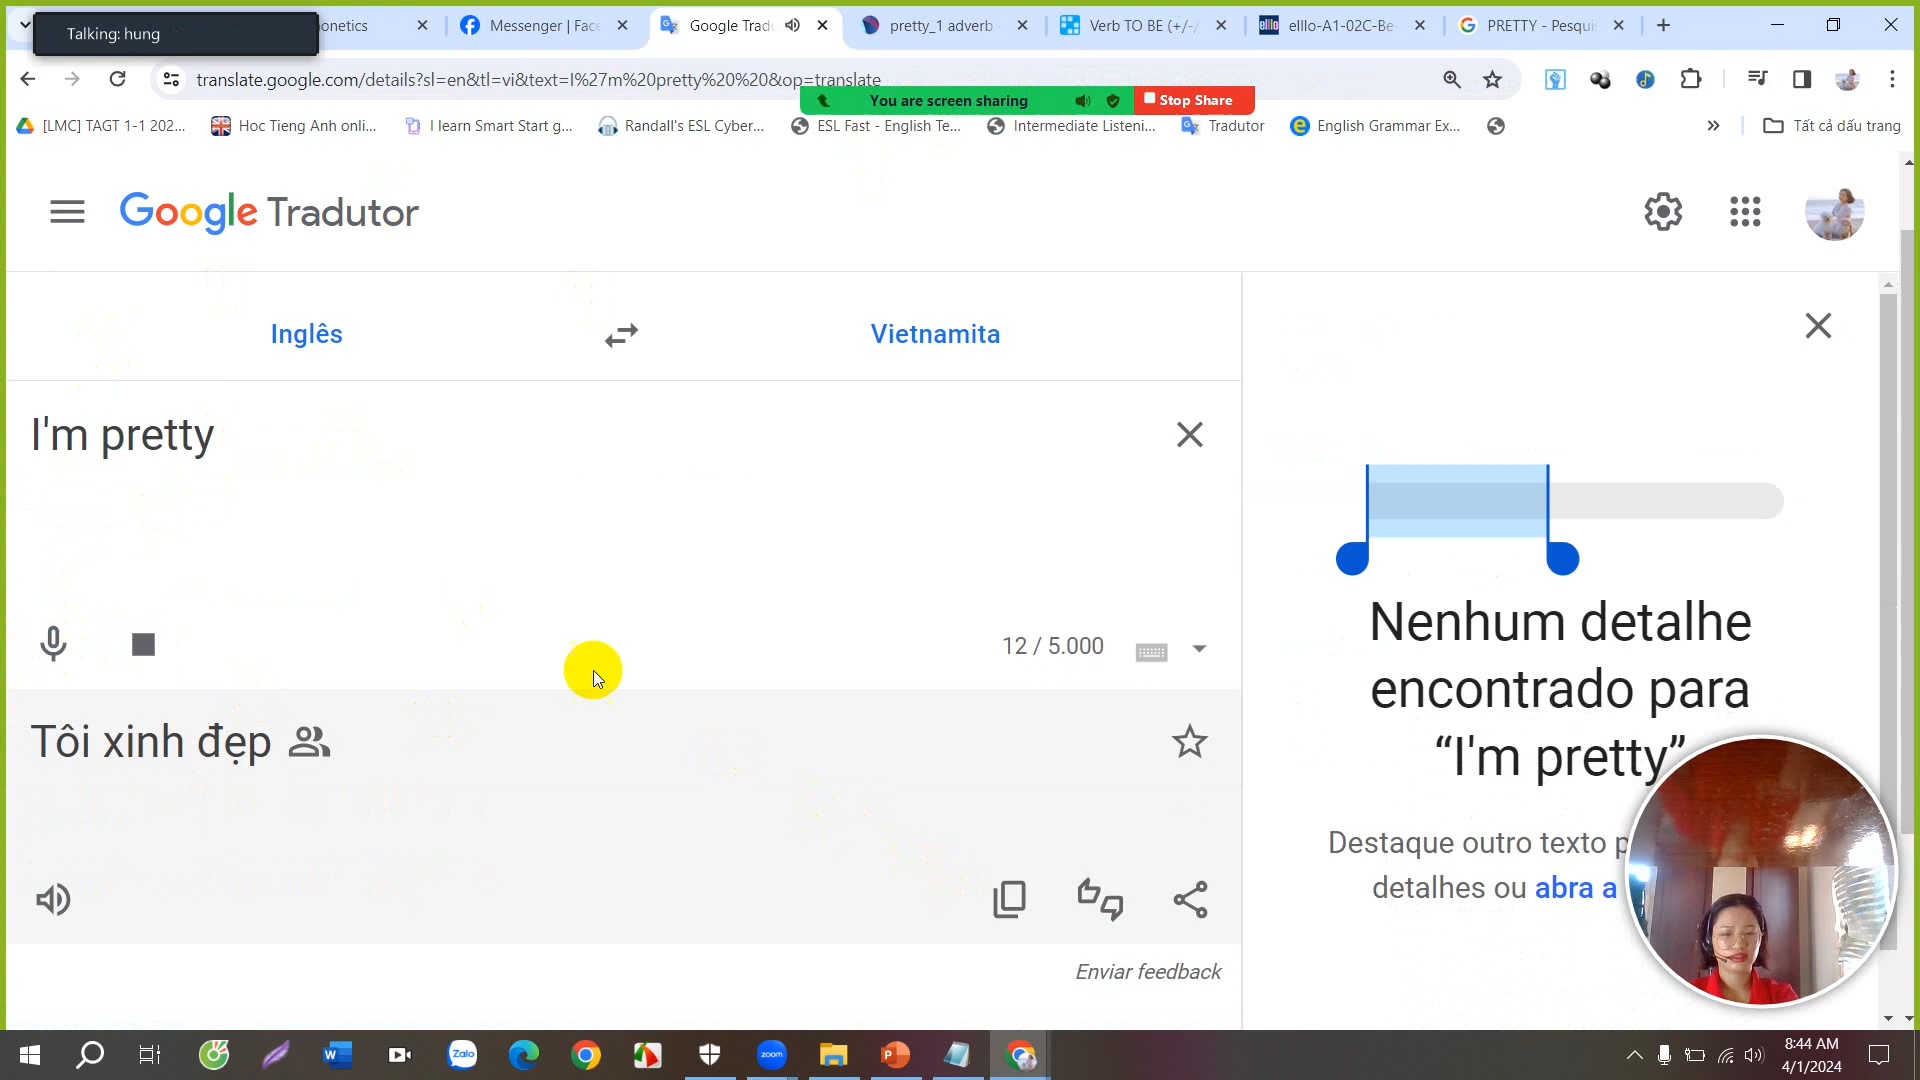 Talking: hung
onetics
Messenger | Face
Google Tradu
pretty_1 adverb
Verb TO BE (+/-/
elllo-A1-02C-Be-
PRETTY - Pesqui
translate.google.com/details?sl=en&tl=vi&text=I%27m%20pretty%20%20&op=translate
You are screen sharing
Stop Share
[LMC] TAGT 1-1 202...
Hoc Tieng Anh onli...
I learn Smart Start g...
Randall's ESL Cyber...
ESL Fast - English Te...
Intermediate Listeni...
Tradutor
English Grammar Ex...
Tất cả dấu trang
Google Tradutor
Inglês
Vietnamita
I'm pretty
12 / 5.000
Tôi xinh đẹp
Enviar feedback
Nenhum detalhe
encontrado para
“I'm pretty”
Destaque outro texto p
detalhes ou abra a
Zalo
zoom
8:44 AM
4/1/2024